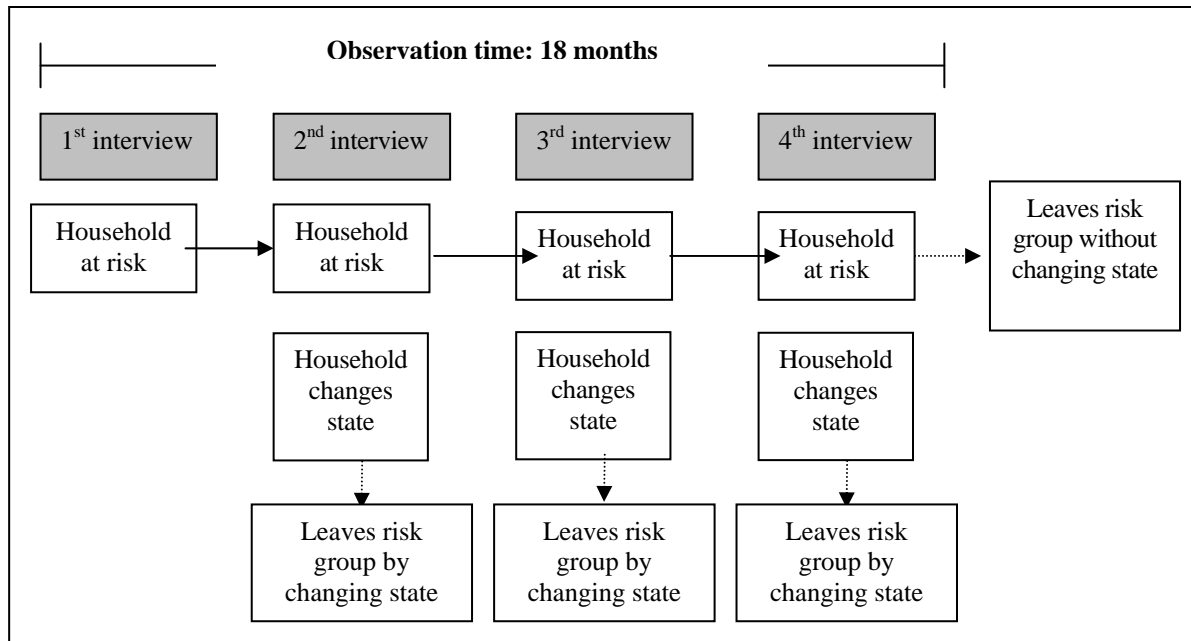 Observation time: 18 months
1st interview
2nd interview
3rd interview
4th interview
Household
at risk
Household
at risk
Household
at risk
Household
at risk
Leaves risk
group without
changing state
Household
changes
state
Household
changes
state
Household
changes
state
Leaves risk
group by
changing state
Leaves risk
group by
changing state
Leaves risk
group by
changing state